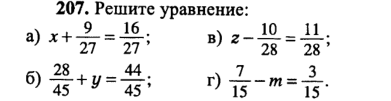 207. Решите уравнение:
а) x + 9/27 = 16/27; в) z − 10/28 = 11/28;
б) 28/45 + y = 44/45; г) 7/15 − m = 3/15.